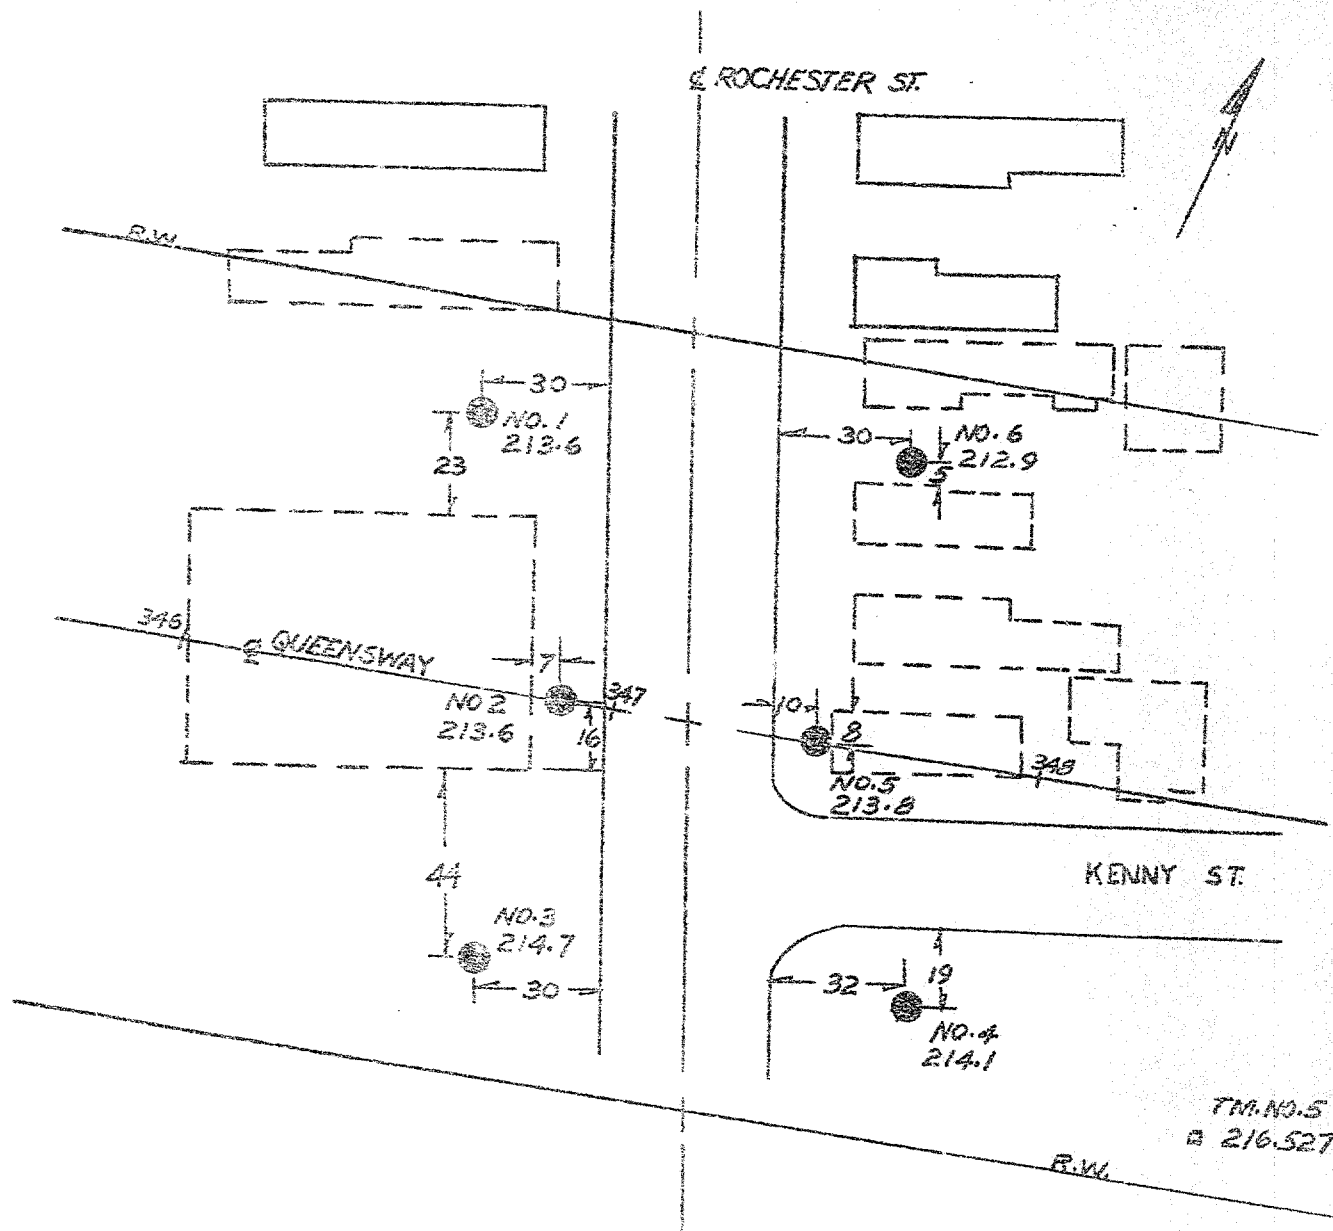 ℄ ROCHESTER ST.
N
R.W.
30
NO.1
213.6
23
30
NO.6
212.9
5
346
℄ QUEENSWAY
7
347
NO 2
213.6
16
10
8
348
NO.5
213.8
KENNY ST.
44
NO.3
214.7
30
32
19
NO.4
214.1
T.M.NO.5
216.527
R.W.